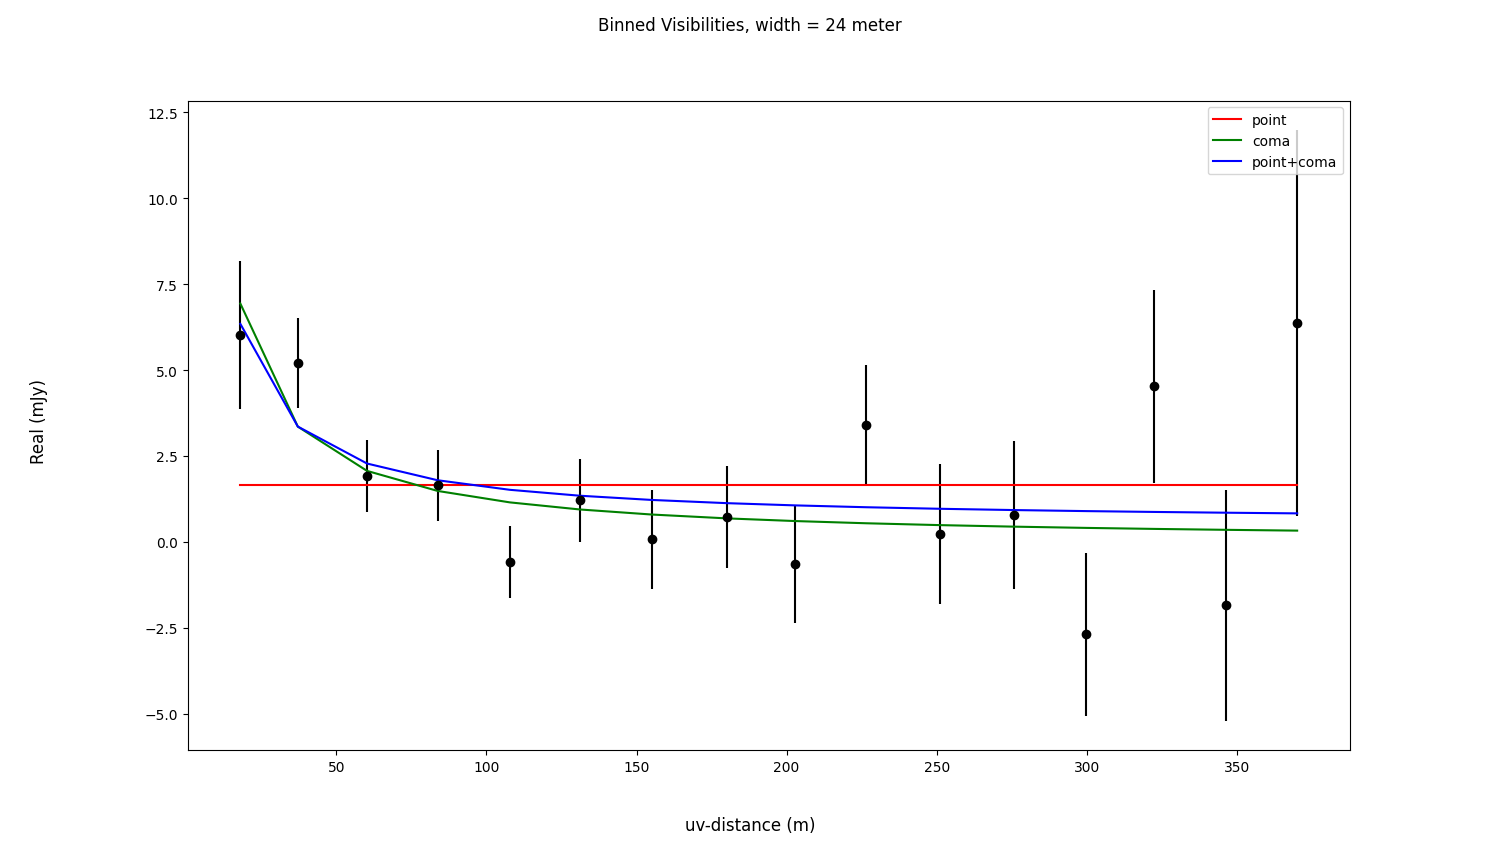 Binned Visibilities, width = 24 meter
point
coma
point+coma
12.5
10.0
7.5
5.0
2.5
0.0
−2.5
−5.0
Real (mJy)
50 100 150 200 250 300 350
uv-distance (m)